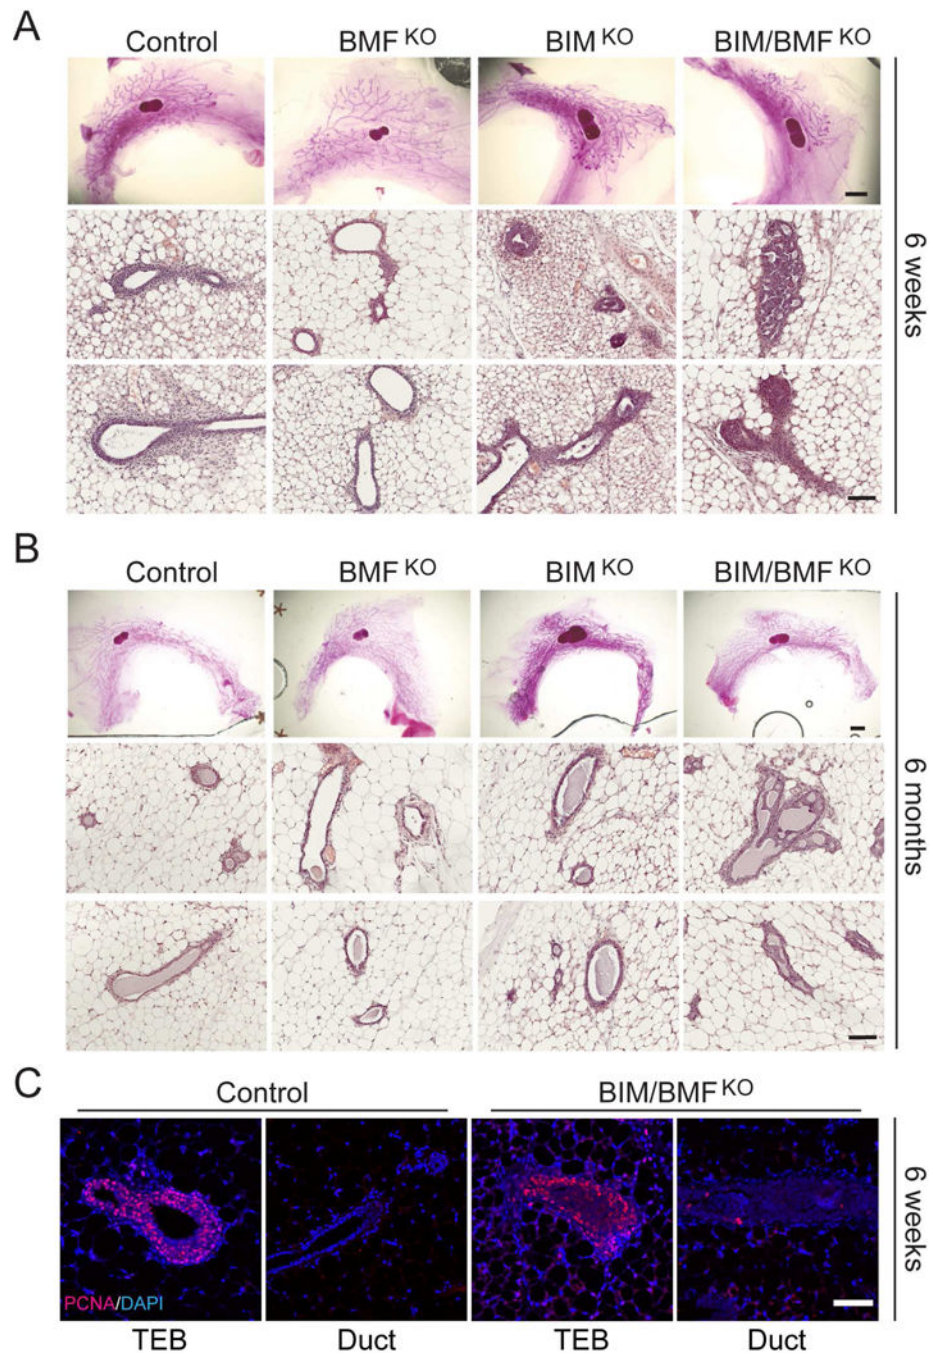 A
Control BMF KO BIM KO BIM/BMF KO
6 weeks
B
Control BMF KO BIM KO BIM/BMF KO
6 months
C
Control BIM/BMF KO
PCNA/DAPI
6 weeks
TEB Duct TEB Duct